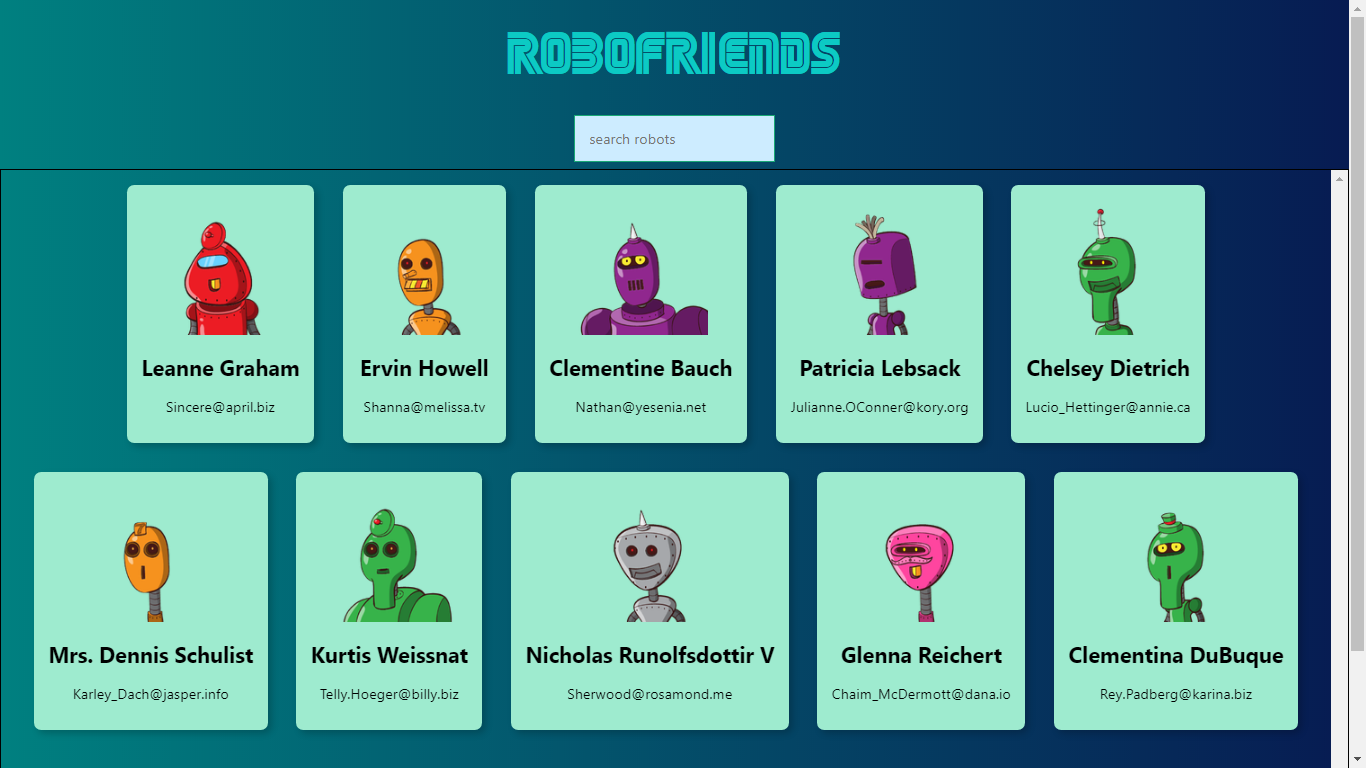 ROBOFRIENDS
search robots
Leanne Graham
Sincere@april.biz
Ervin Howell
Shanna@melissa.tv
Clementine Bauch
Nathan@yesenia.net
Patricia Lebsack
Julianne.OConner@kory.org
Chelsey Dietrich
Lucio_Hettinger@annie.ca
Mrs. Dennis Schulist
Karley_Dach@jasper.info
Kurtis Weissnat
Telly.Hoeger@billy.biz
Nicholas Runolfsdottir V
Sherwood@rosamond.me
Glenna Reichert
Chaim_McDermott@dana.io
Clementina DuBuque
Rey.Padberg@karina.biz